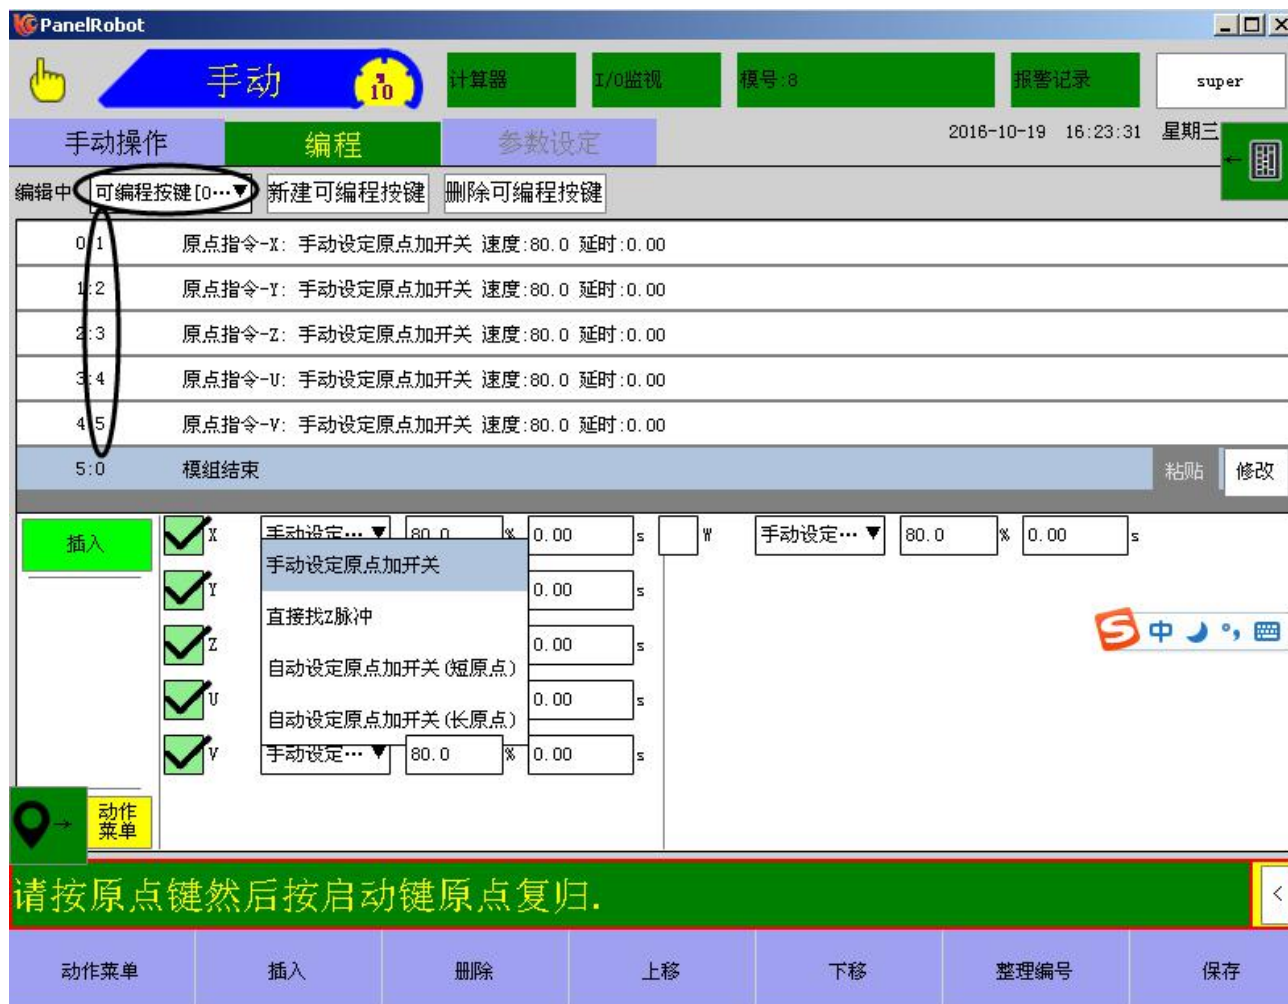 PanelRobot
手动 10 计算器 I/O监视 模号:8 报警记录 super
手动操作 编程 参数设定 2016-10-19 16:23:31 星期三
编辑中 可编程按键[0…▼ 新建可编程按键 删除可编程按键
0:1 原点指令-X: 手动设定原点加开关 速度:80.0 延时:0.00
1:2 原点指令-Y: 手动设定原点加开关 速度:80.0 延时:0.00
2:3 原点指令-Z: 手动设定原点加开关 速度:80.0 延时:0.00
3:4 原点指令-U: 手动设定原点加开关 速度:80.0 延时:0.00
4:5 原点指令-V: 手动设定原点加开关 速度:80.0 延时:0.00
5:0 模组结束 粘贴 修改
插入 X 手动设定…▼ 80.0 % 0.00 s W 手动设定…▼ 80.0 % 0.00 s
手动设定原点加开关
Y 0.00 s
直接找Z脉冲
Z 0.00 s
自动设定原点加开关(短原点)
U 0.00 s
自动设定原点加开关(长原点)
V 手动设定…▼ 80.0 % 0.00 s
中
动作
菜单
请按原点键然后按启动键原点复归.
<
动作菜单 插入 删除 上移 下移 整理编号 保存